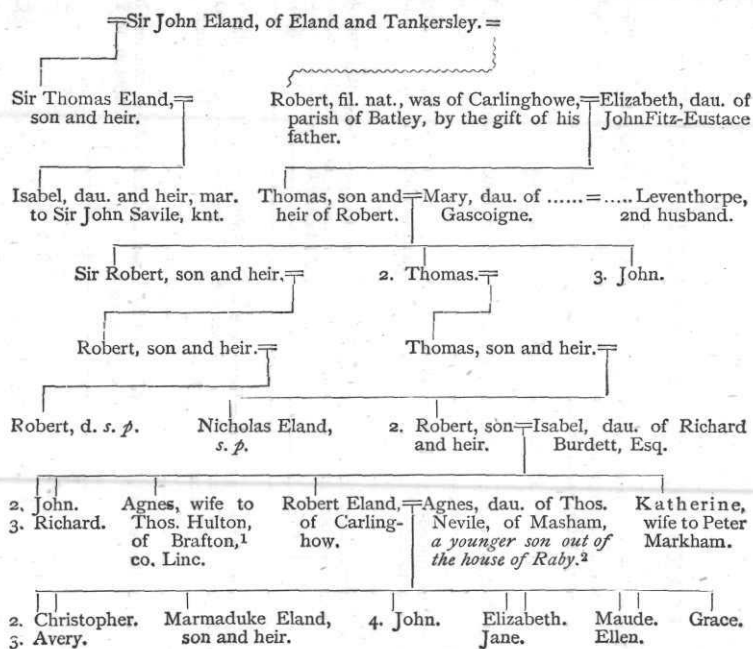 Sir John Eland, of Eland and Tankersley.
Sir Thomas Eland,
son and heir.
Robert, fil. nat., was of Carlinghowe,
parish of Batley, by the gift of his
father.
Elizabeth, dau. of
John Fitz-Eustace
Isabel, dau. and heir, mar.
to Sir John Savile, knt.
Thomas, son and
heir of Robert.
Mary, dau. of ......
Gascoigne.
..... Leventhorpe,
2nd husband.
Sir Robert, son and heir.
2. Thomas.
3. John.
Robert, son and heir.
Thomas, son and heir.
Robert, d. s. p.
Nicholas Eland,
s. p.
2. Robert, son
and heir.
Isabel, dau. of Richard
Burdett, Esq.
2. John.
3. Richard.
Agnes, wife to
Thos. Hulton,
of Brafton,¹
co. Linc.
Robert Eland,
of Carling-
how.
Agnes, dau. of Thos.
Nevile, of Masham,
a younger son out of
the house of Raby.²
Katherine,
wife to Peter
Markham.
2. Christopher.
3. Avery.
Marmaduke Eland,
son and heir.
4. John.
Elizabeth.
Jane.
Maude.
Ellen.
Grace.